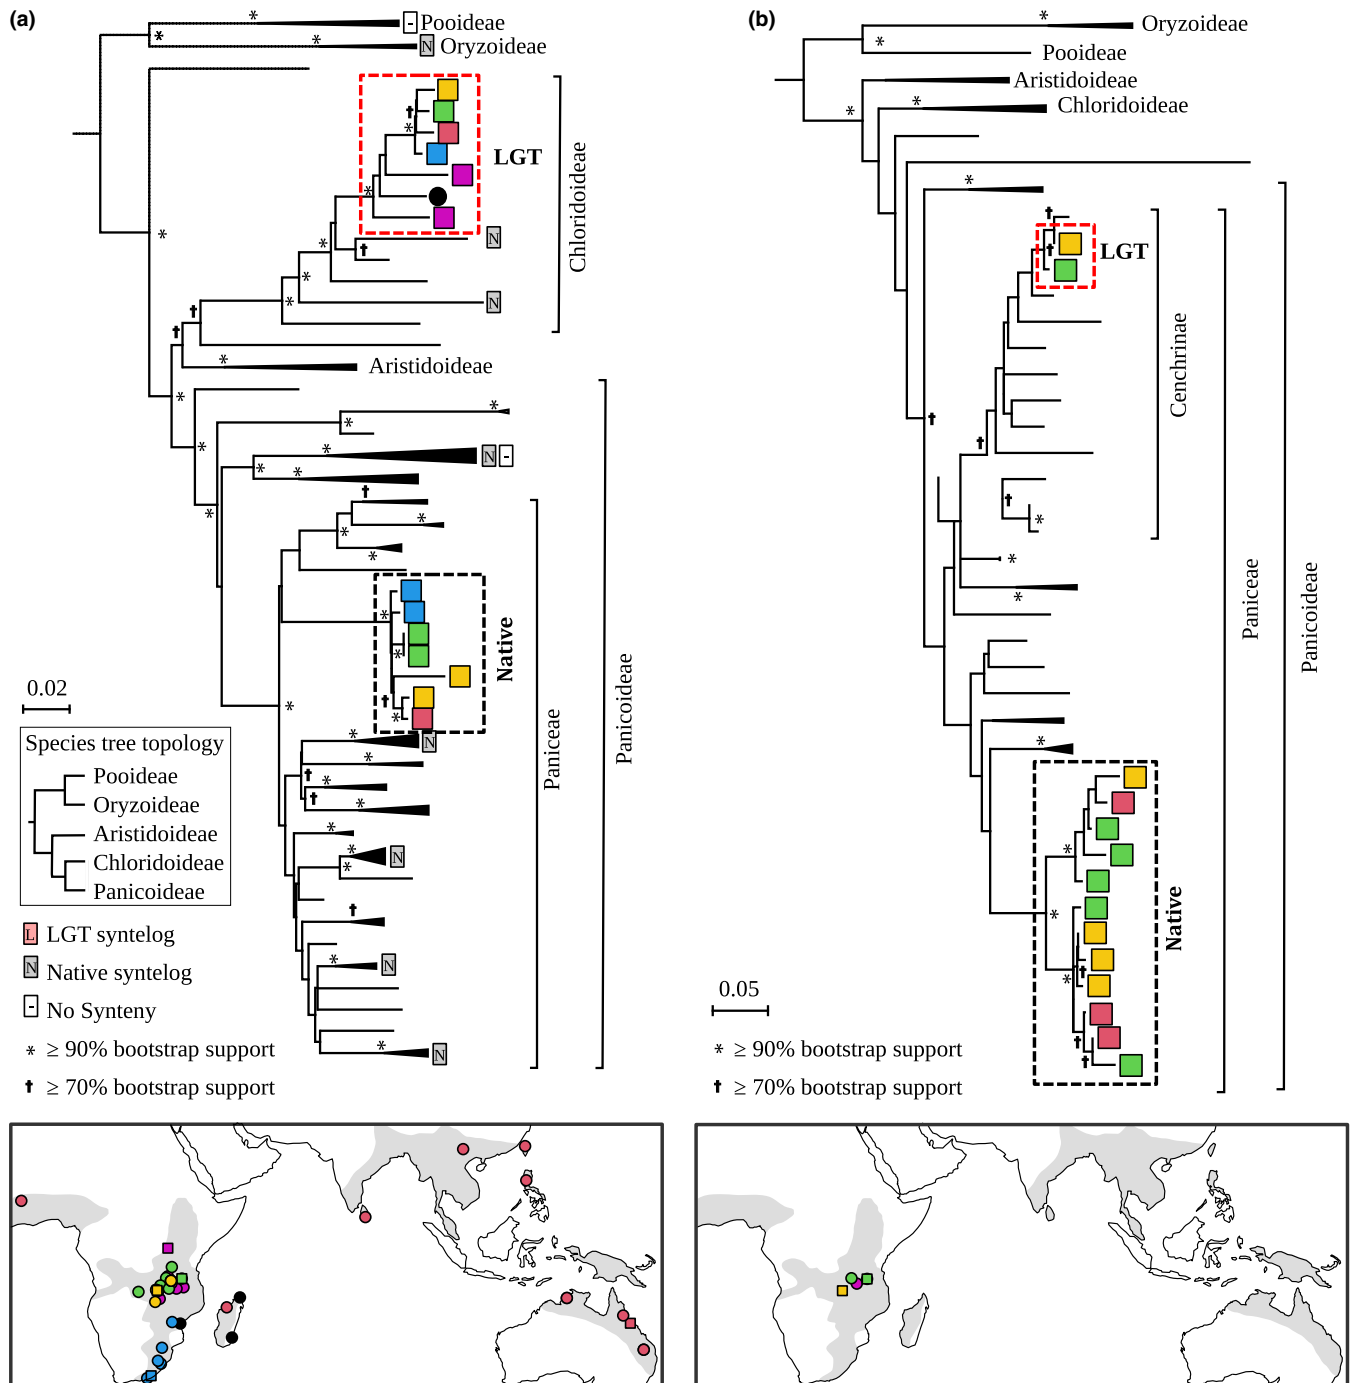 (a)
- Pooideae
N Oryzoideae
LGT
Chloridoideae
N
N
Aristidoideae
N -
Native
Paniceae
Panicoideae
N
N
N
N
0.02
Species tree topology
Pooideae
Oryzoideae
Aristidoideae
Chloridoideae
Panicoideae
L LGT syntelog
N Native syntelog
- No Synteny
* ≥ 90% bootstrap support
† ≥ 70% bootstrap support
(b)
Oryzoideae
Pooideae
Aristidoideae
Chloridoideae
LGT
Cenchrinae
Paniceae
Panicoideae
Native
0.05
* ≥ 90% bootstrap support
† ≥ 70% bootstrap support